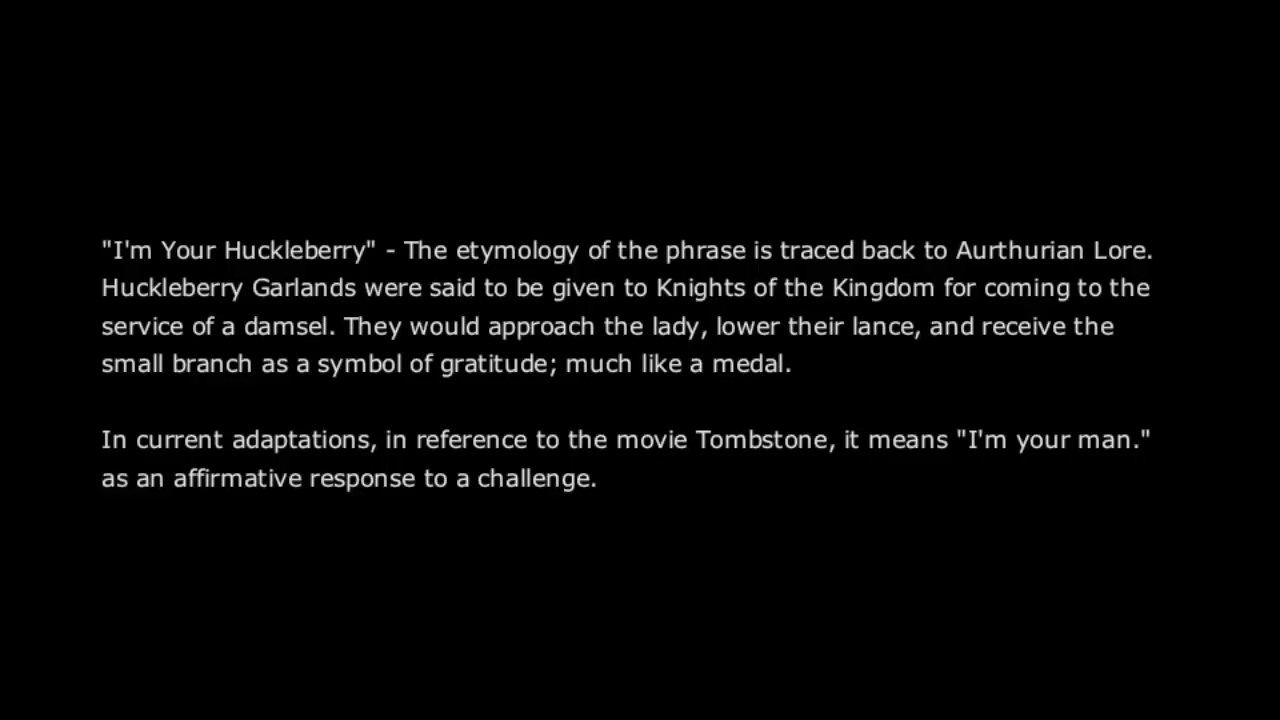 "I'm Your Huckleberry" - The etymology of the phrase is traced back to Aurthurian Lore.
Huckleberry Garlands were said to be given to Knights of the Kingdom for coming to the
service of a damsel. They would approach the lady, lower their lance, and receive the
small branch as a symbol of gratitude; much like a medal.
In current adaptations, in reference to the movie Tombstone, it means "I'm your man."
as an affirmative response to a challenge.